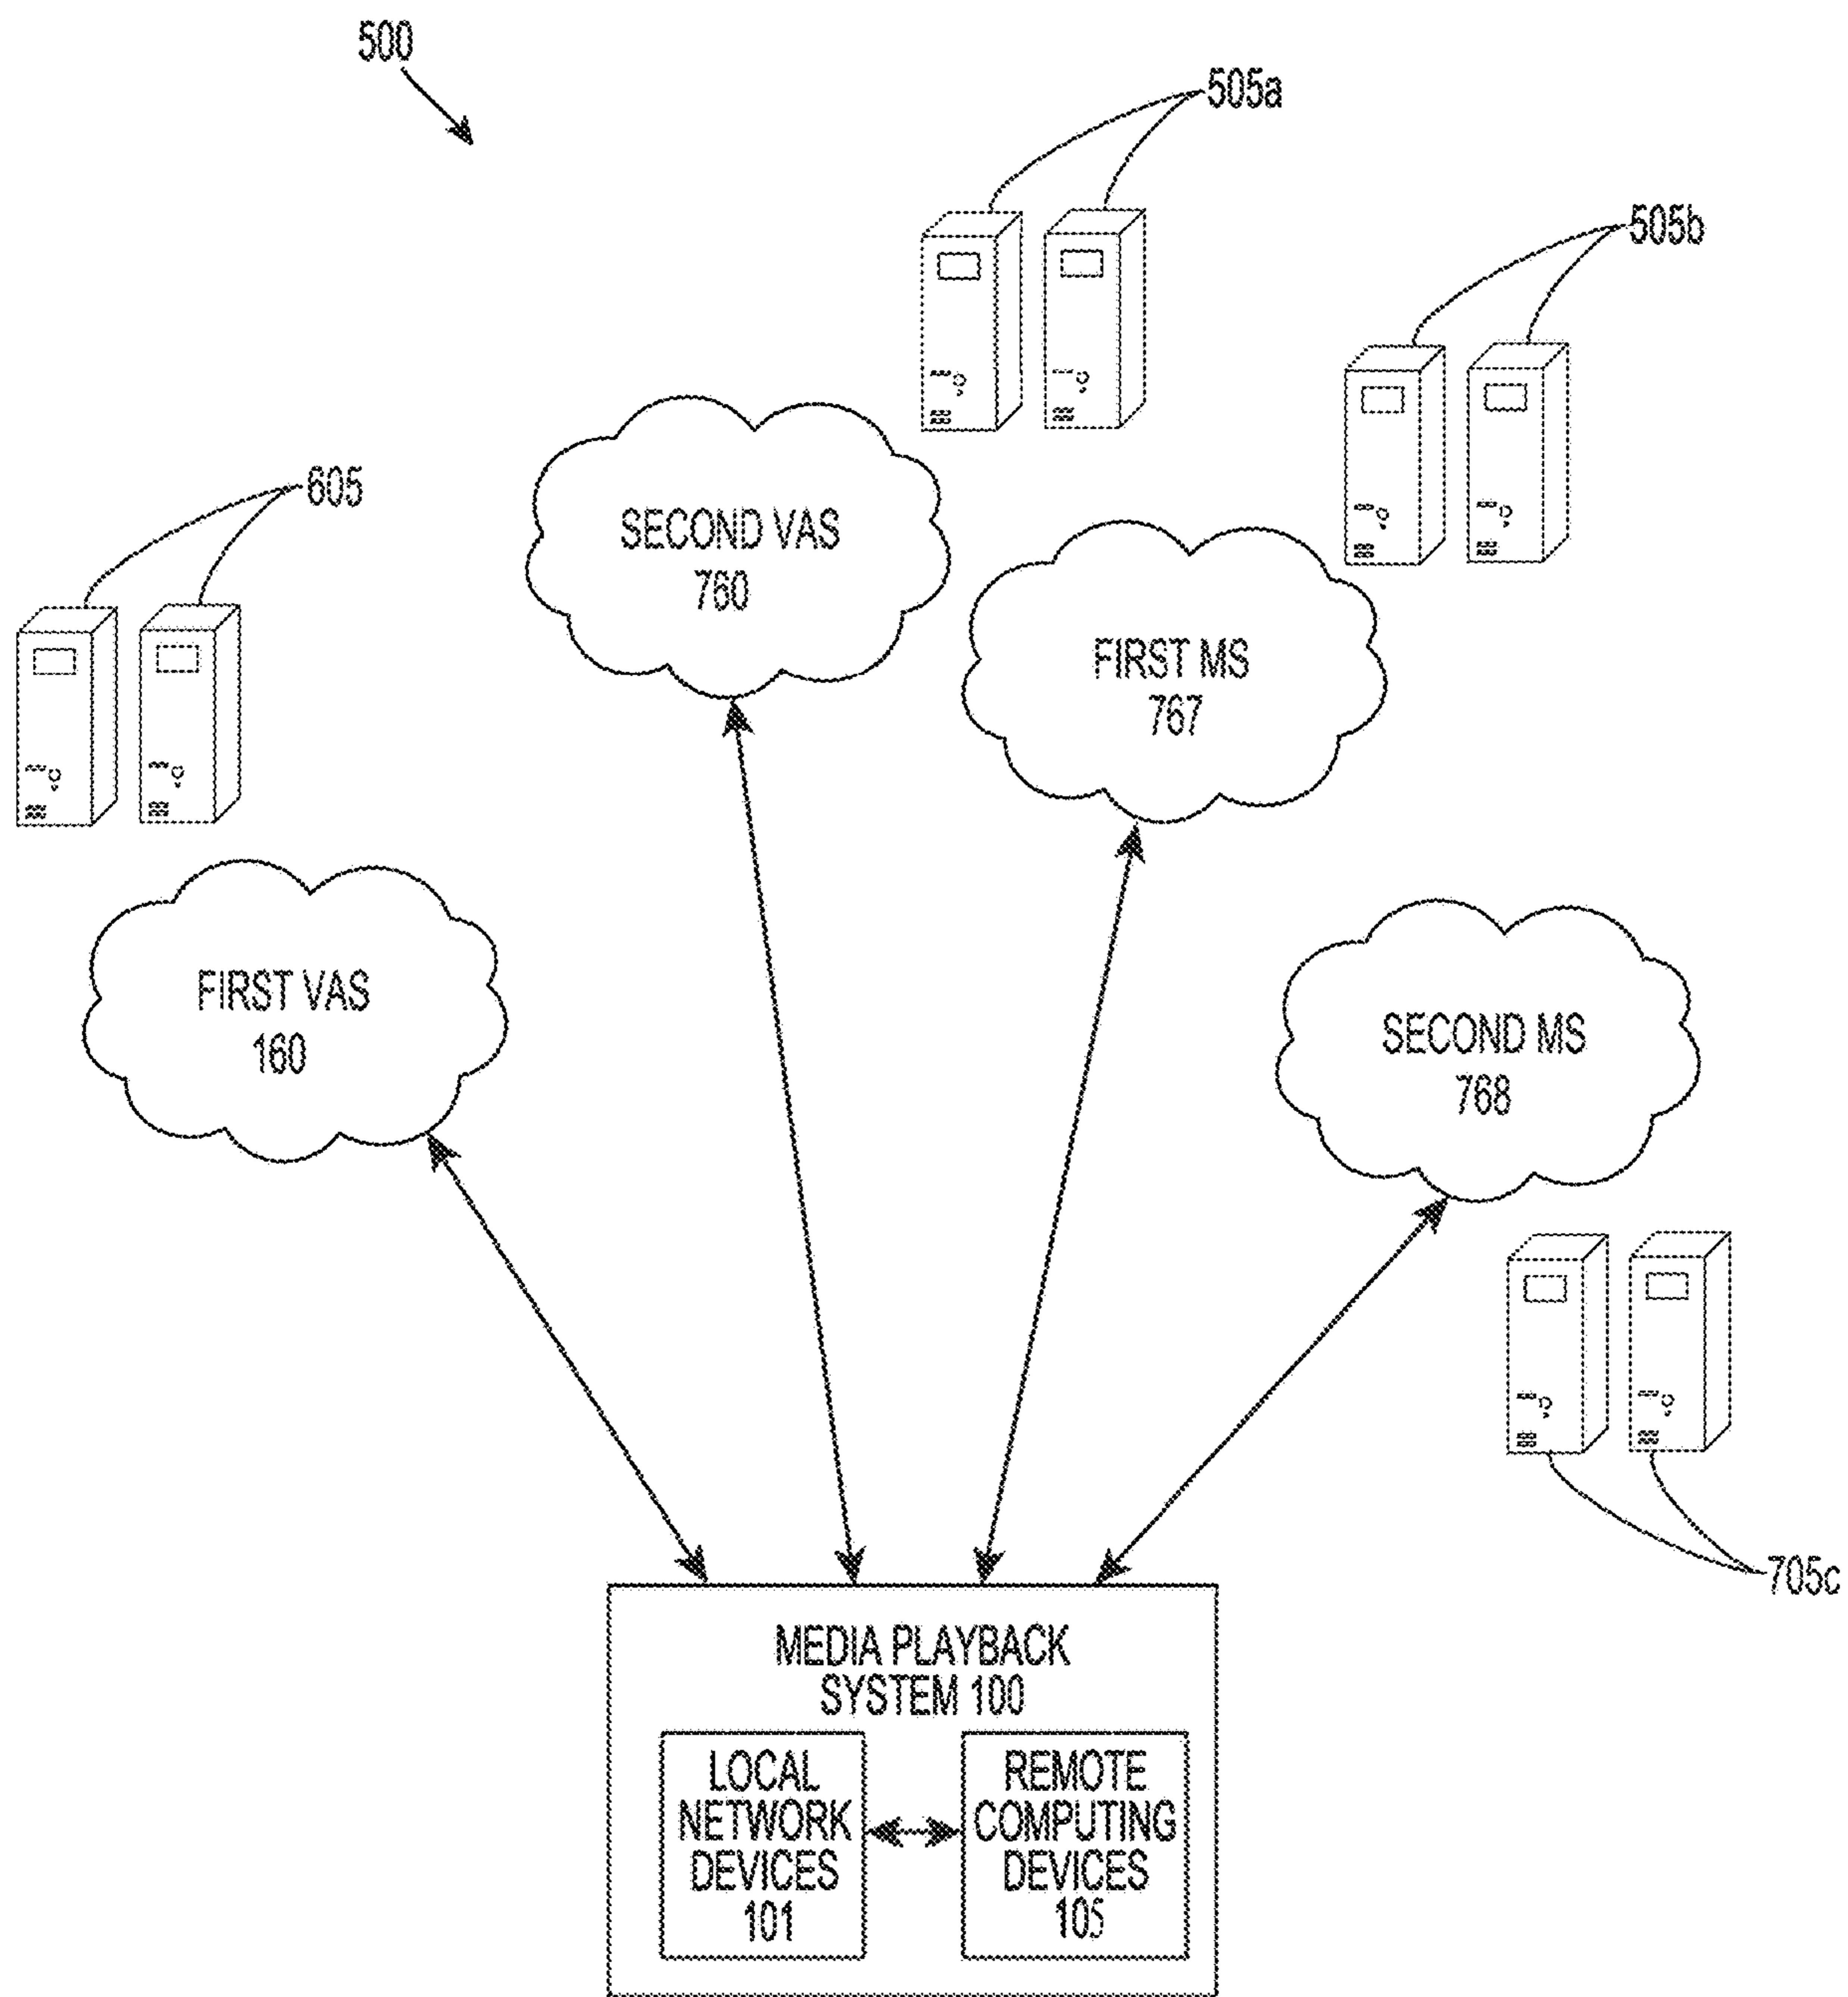 500
505a
505b
605
SECOND VAS
760
FIRST MS
767
FIRST VAS
160
SECOND MS
768
705c
MEDIA PLAYBACK
SYSTEM 100
LOCAL
NETWORK
DEVICES
101
REMOTE
COMPUTING
DEVICES
105